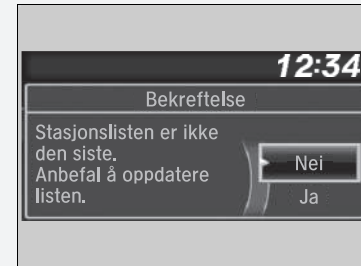 12:34
Bekreftelse
Stasjonslisten er ikke
den siste.
Anbefal å oppdatere
listen.
Nei
Ja